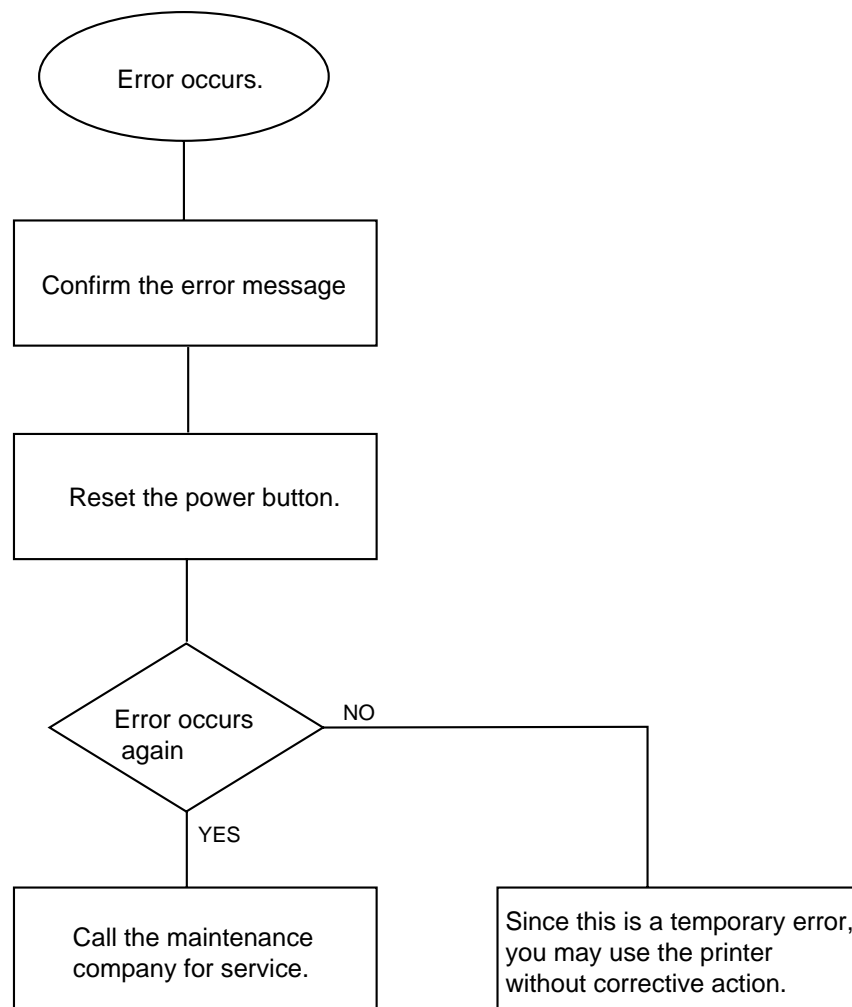 Error occurs.
Confirm the error message
Reset the power button.
Error occurs
again
NO
YES
Call the maintenance
company for service.
Since this is a temporary error,
you may use the printer
without corrective action.